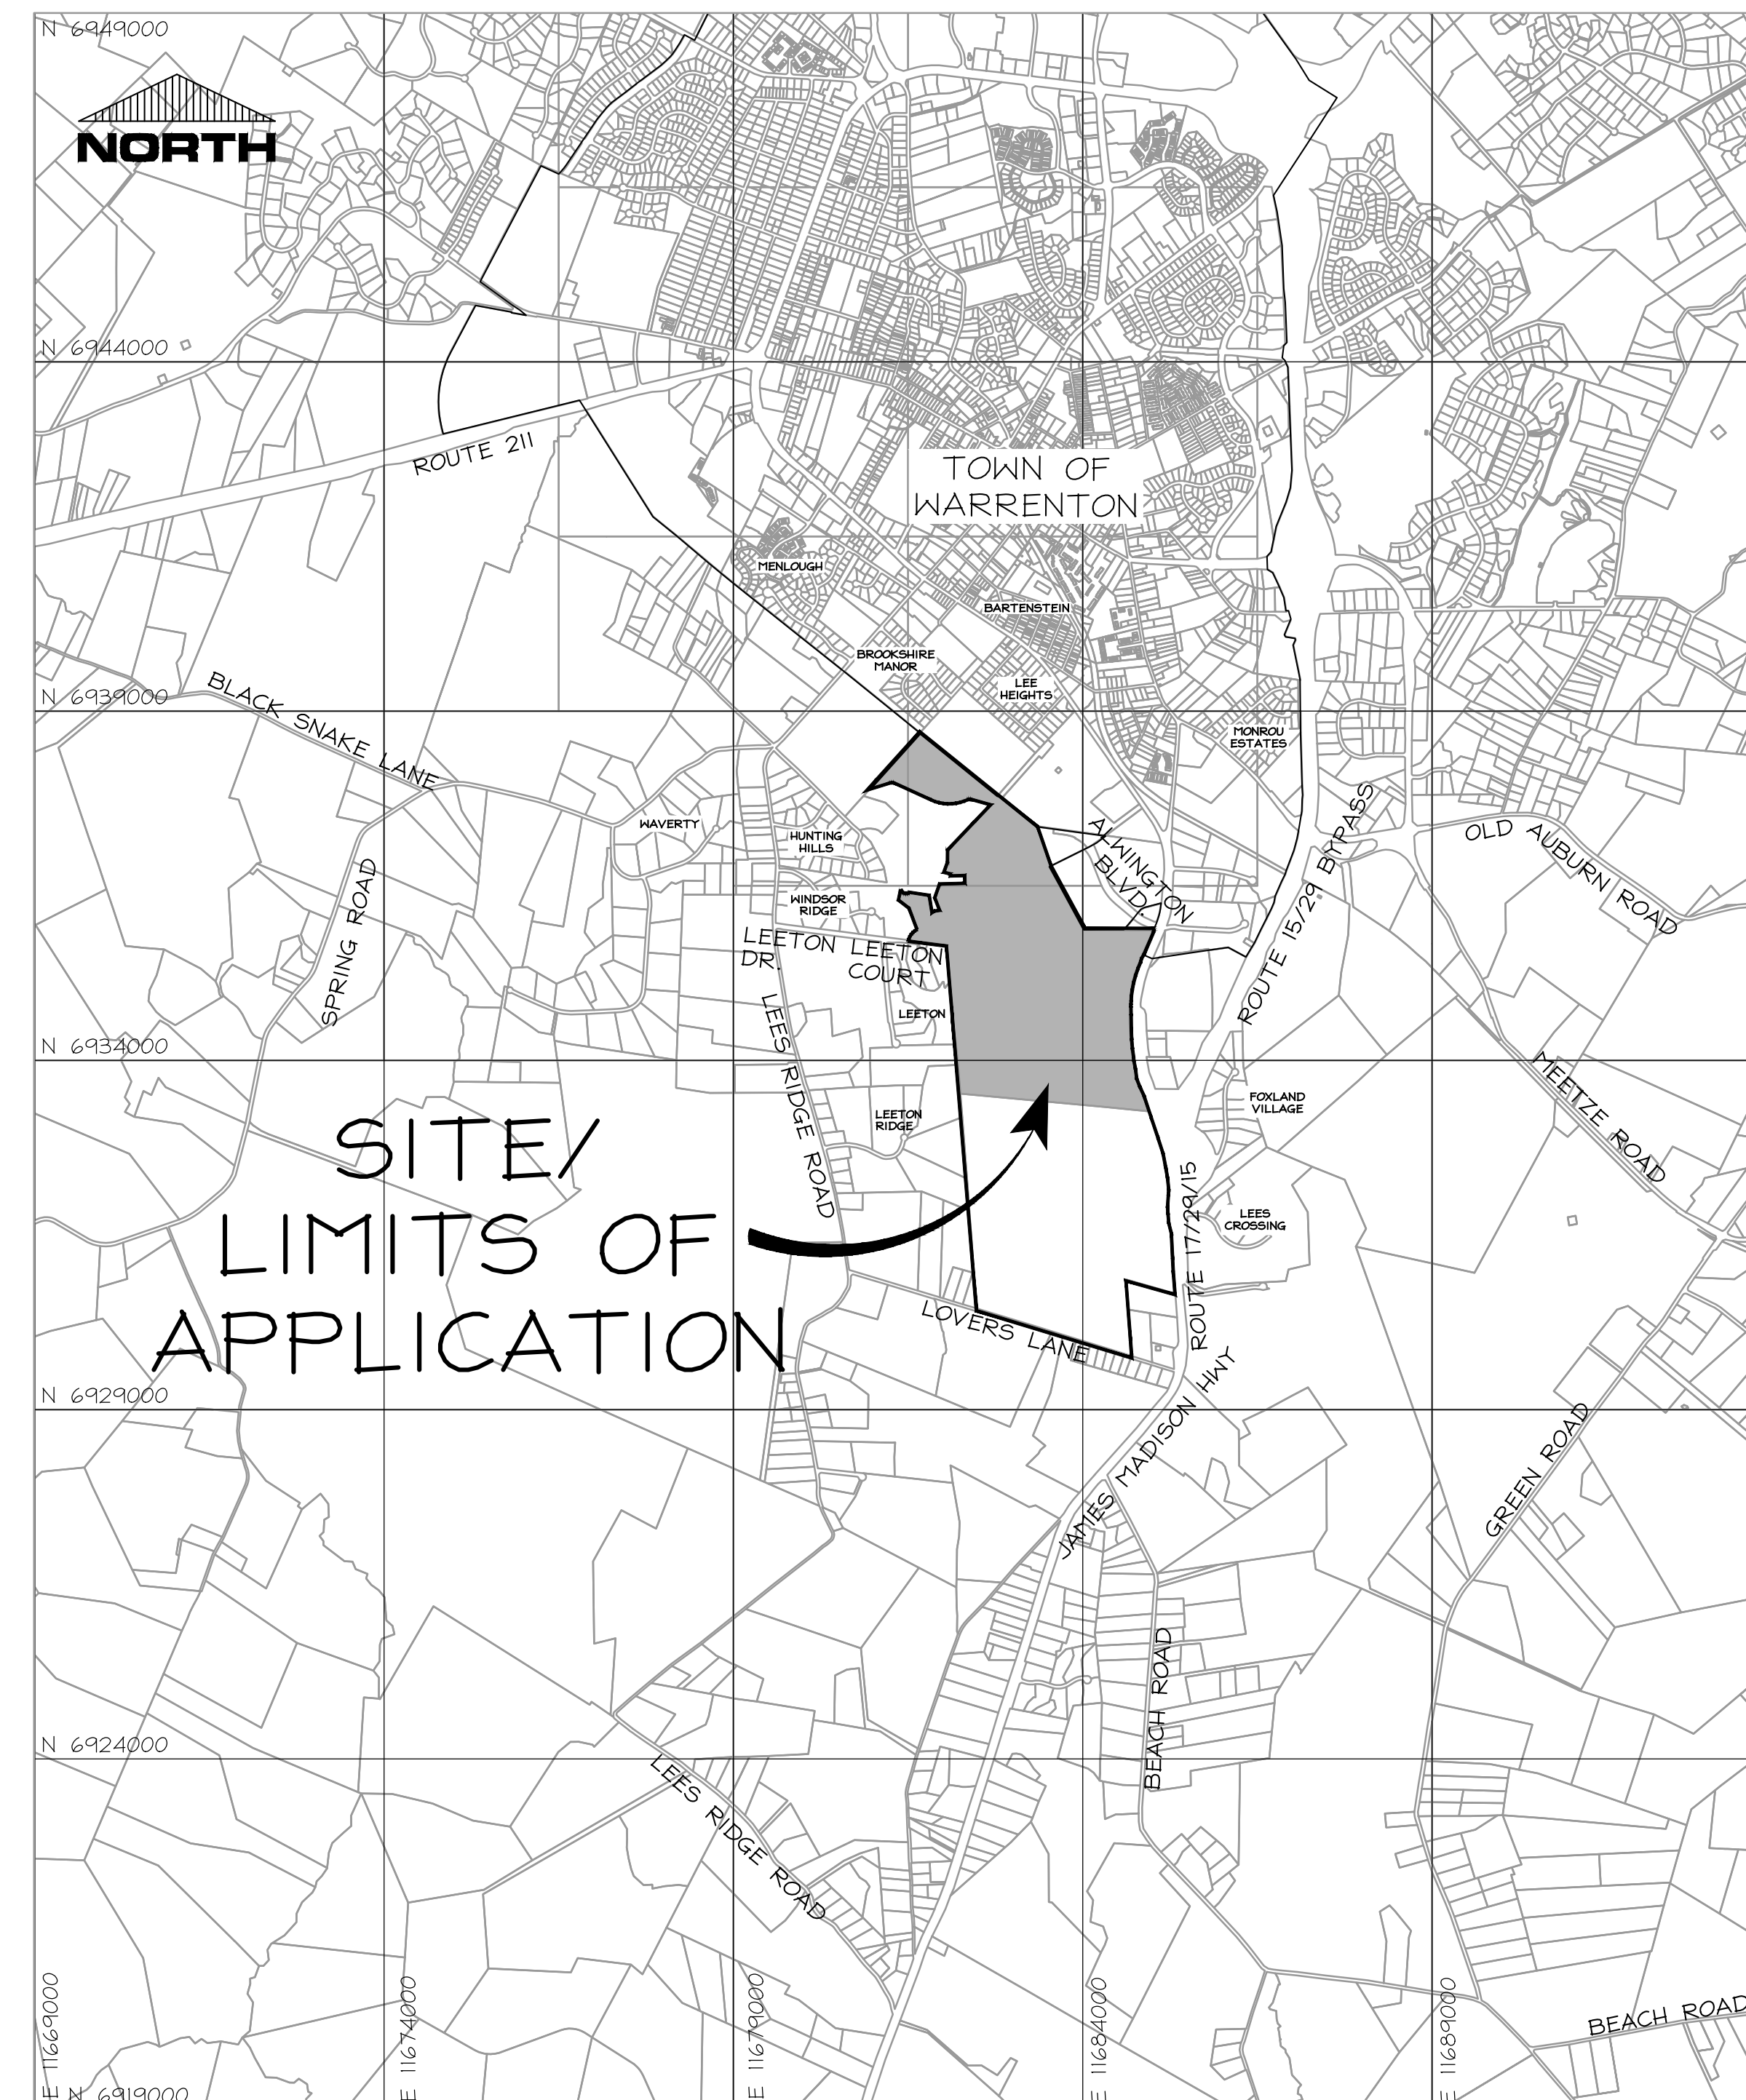 N 6949000
NORTH
N 6944000
ROUTE 211
TOWN OF
WARRENTON
MENLOUGH
BARTENSTEIN
BROOKSHIRE
MANOR
LEE
HEIGHTS
N 6939000
BLACK SNAKE LANE
MONROU
ESTATES
WAVERTY
HUNTING
HILLS
ALWINGTON
BLVD.
ROUTE 15/29 BYPASS
OLD AUBURN ROAD
SPRING ROAD
WINDSOR
RIDGE
LEETON
DR.
LEETON
COURT
LEETON
LEES RIDGE ROAD
N 6934000
MEETZE ROAD
FOXLAND
VILLAGE
LEETON
RIDGE
SITE/
LIMITS OF
APPLICATION
LEES
CROSSING
ROUTE 17/29/15
LOVERS LANE
N 6929000
JAMES MADISON HWY
GREEN ROAD
BEACH ROAD
N 6924000
LEES RIDGE ROAD
BEACH ROAD
E 11669000
E 11674000
E 11679000
E 11684000
E 11689000
N 6919000